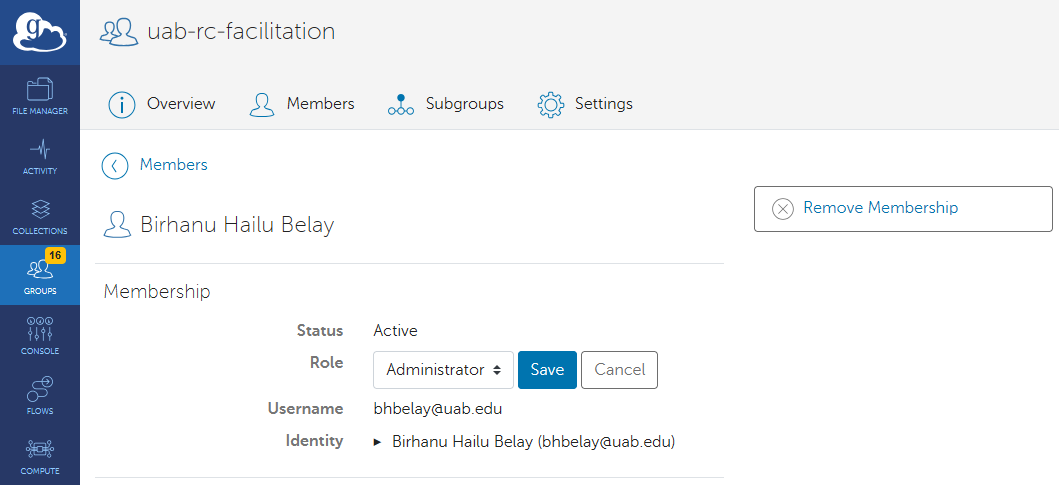 g
uab-rc-facilitation
FILE MANAGER
ACTIVITY
COLLECTIONS
16
GROUPS
CONSOLE
FLOWS
COMPUTE
Overview
Members
Subgroups
Settings
Members
Birhanu Hailu Belay
Remove Membership
Membership
Status Active
Role Administrator Save Cancel
Username bhbelay@uab.edu
Identity Birhanu Hailu Belay (bhbelay@uab.edu)